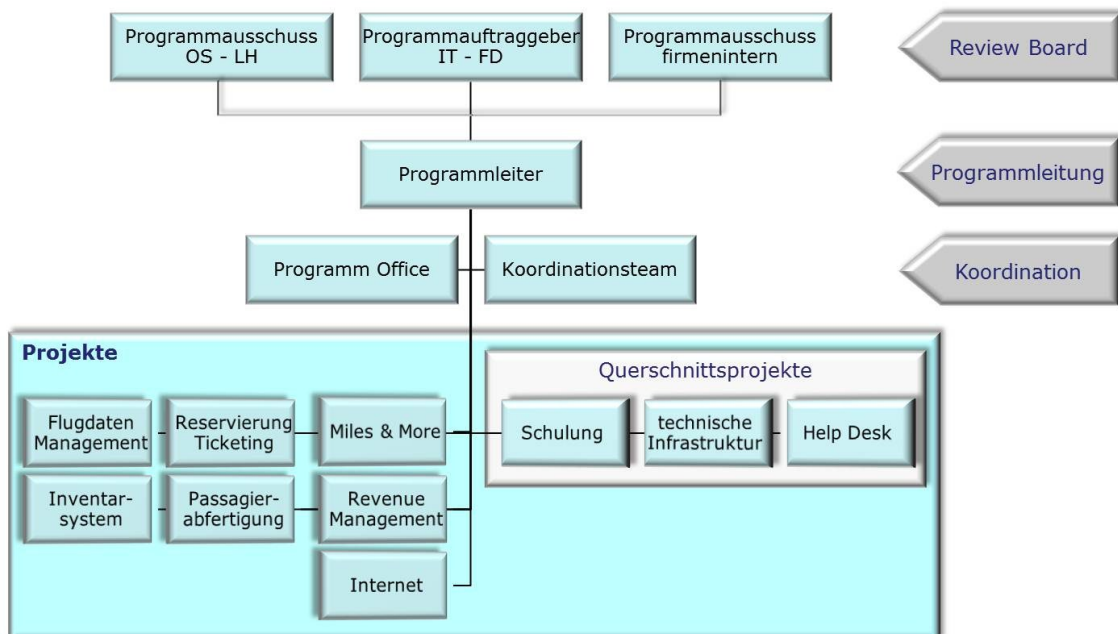 Programmausschuss
OS - LH
Programmauftraggeber
IT - FD
Programmausschuss
firmenintern
Review Board
Programmleiter
Programmleitung
Programm Office
Koordinationsteam
Koordination
Projekte
Querschnittsprojekte
Flugdaten
Management
Reservierung
Ticketing
Miles & More
Schulung
technische
Infrastruktur
Help Desk
Inventar-
system
Passagier-
abfertigung
Revenue
Management
Internet